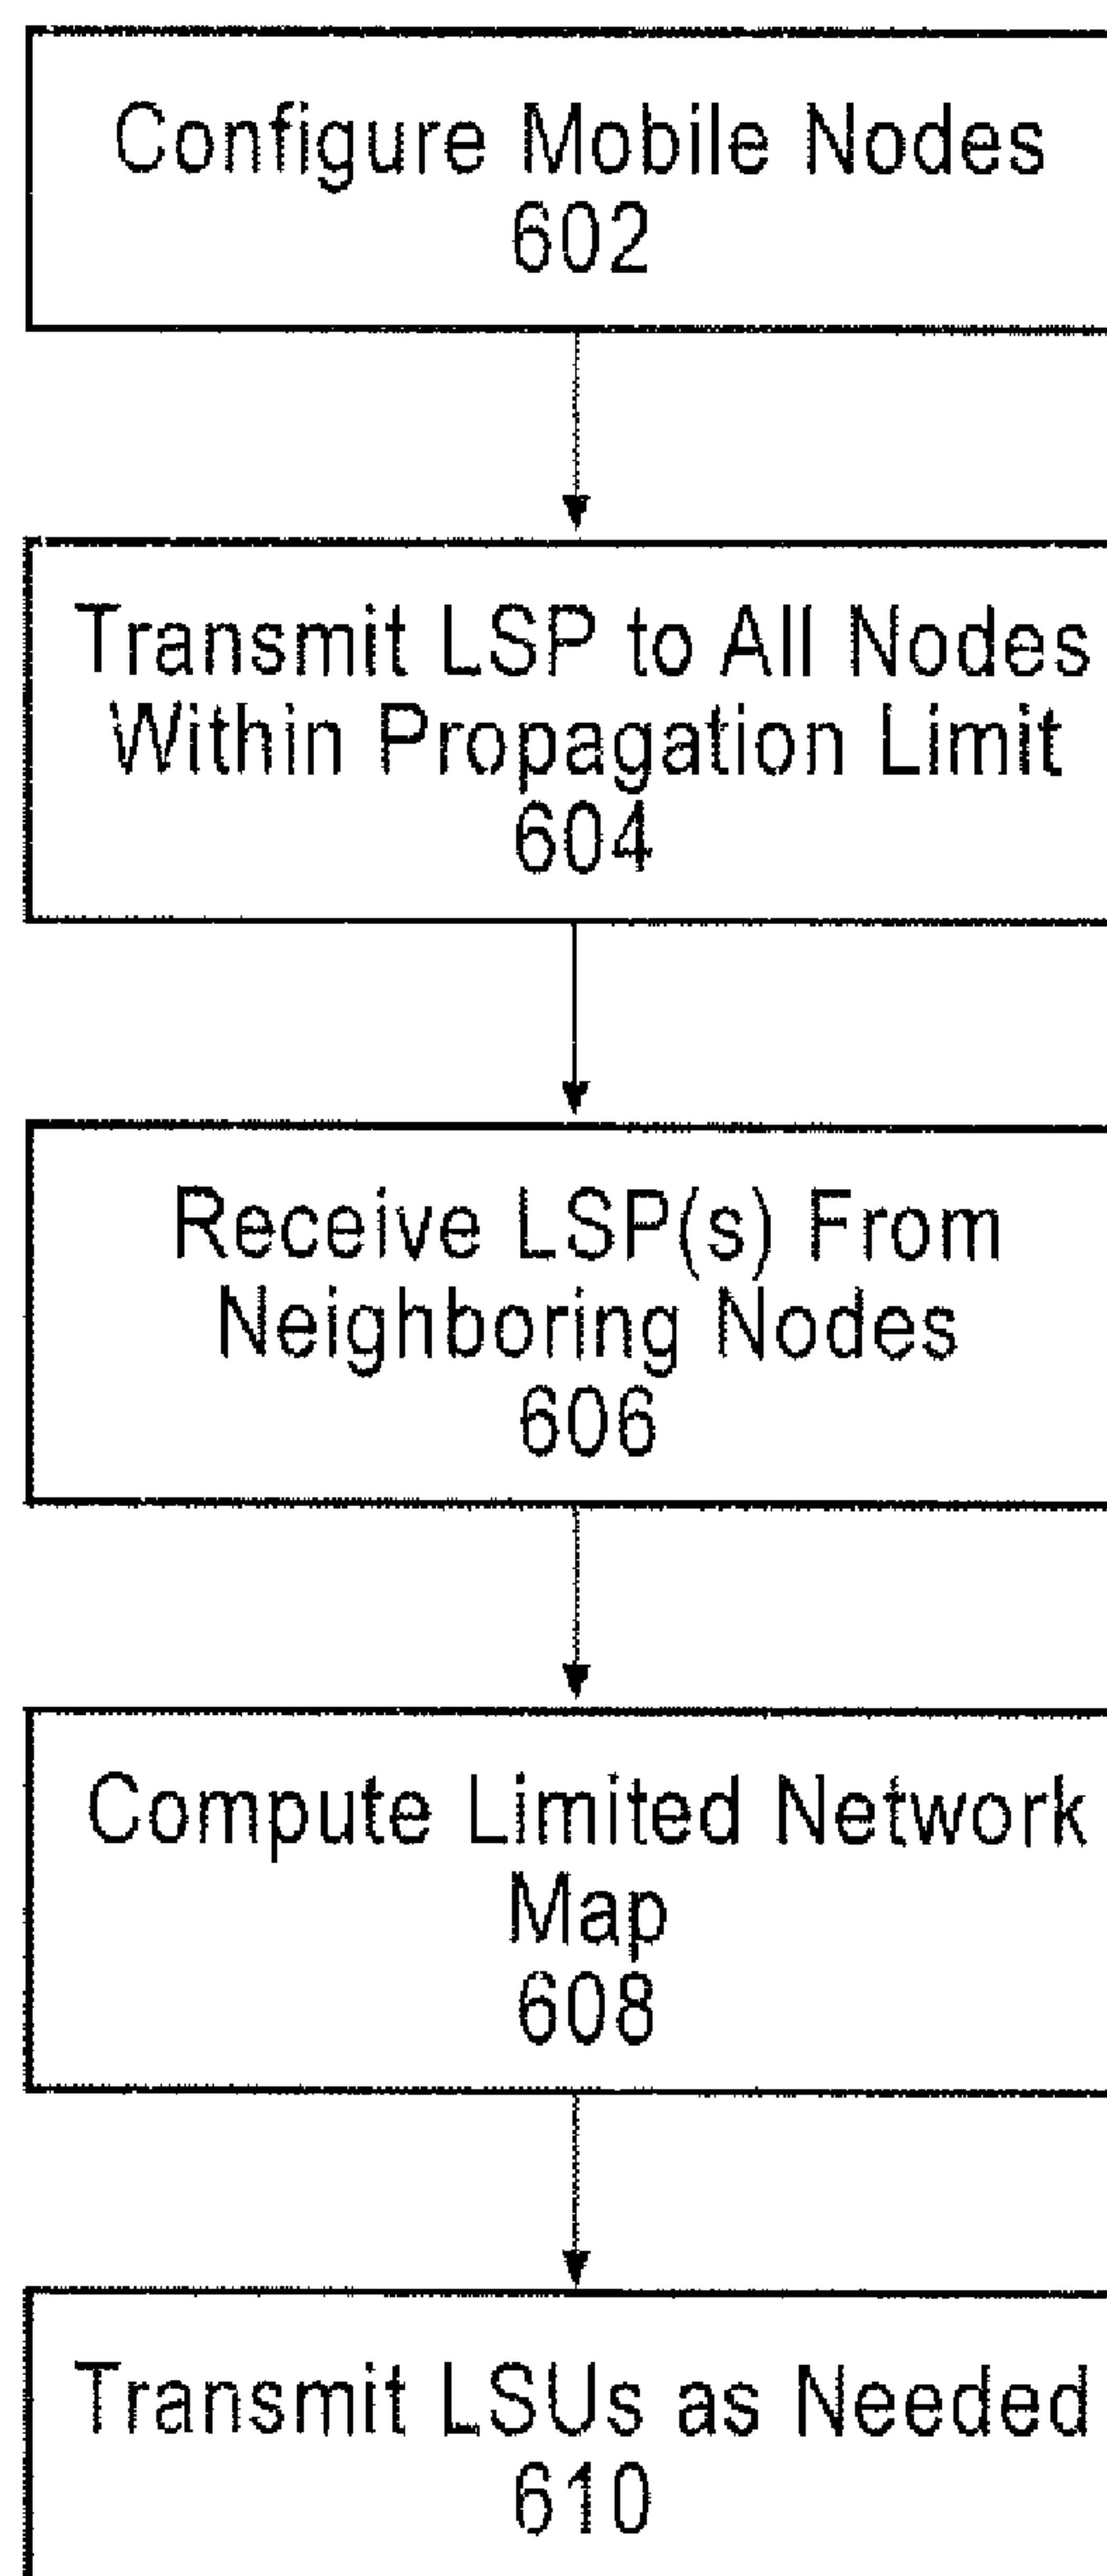 Configure Mobile Nodes
602
Transmit LSP to All Nodes
Within Propagation Limit
604
Receive LSP(s) From
Neighboring Nodes
606
Compute Limited Network
Map
608
Transmit LSUs as Needed
610